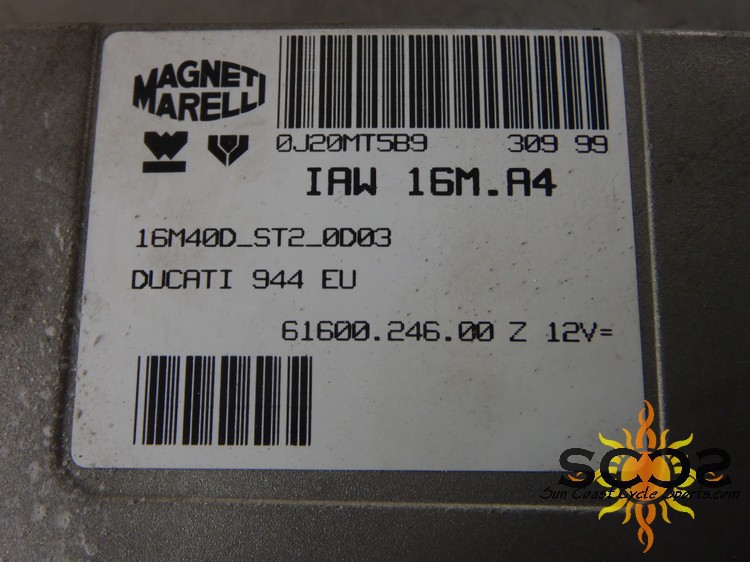 MAGNETI
MARELLI
0J20MT5B9 309 99
IAW 16M.A4
16M40D_ST2_0D03
DUCATI 944 EU
61600.246.00 Z 12V=
SCCS
Sun Coast Cycle Sports.com